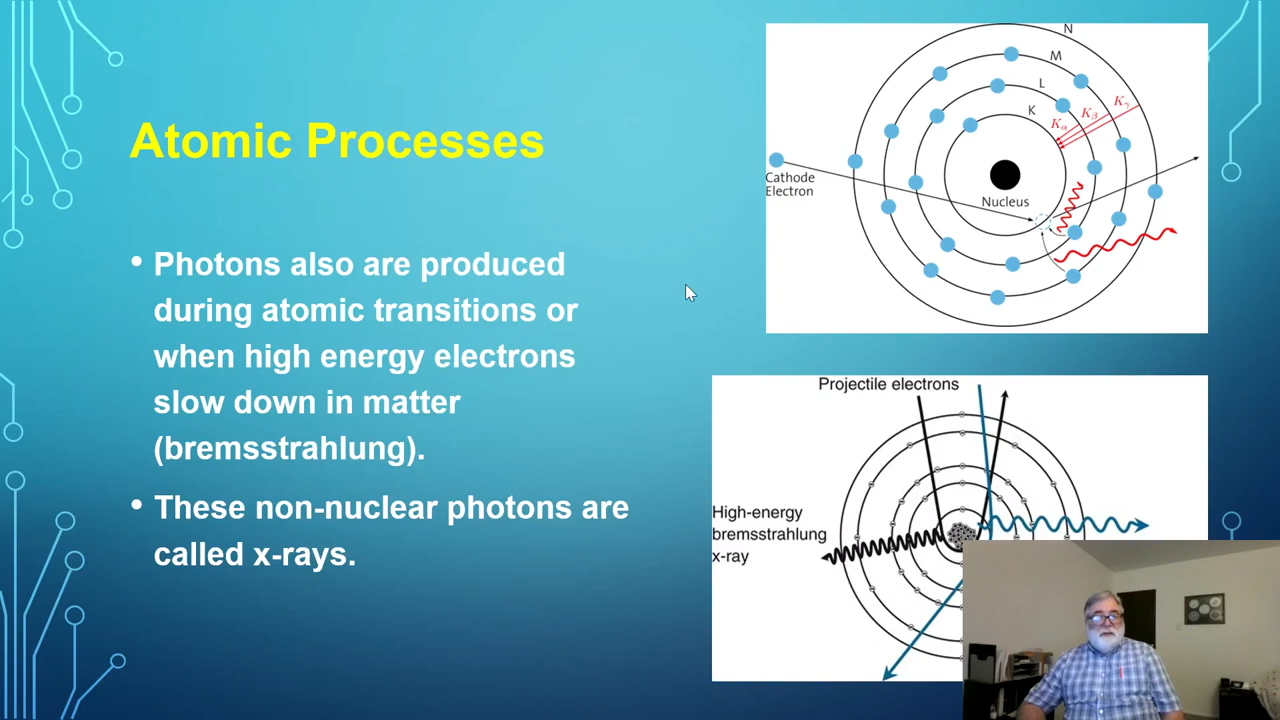 Atomic Processes
• Photons also are produced
during atomic transitions or
when high energy electrons
slow down in matter
(bremsstrahlung).
• These non-nuclear photons are
called x-rays.
N
M
L
K
Kα
Kβ
Kγ
Cathode
Electron
Nucleus
Projectile electrons
High-energy
bremsstrahlung
x-ray